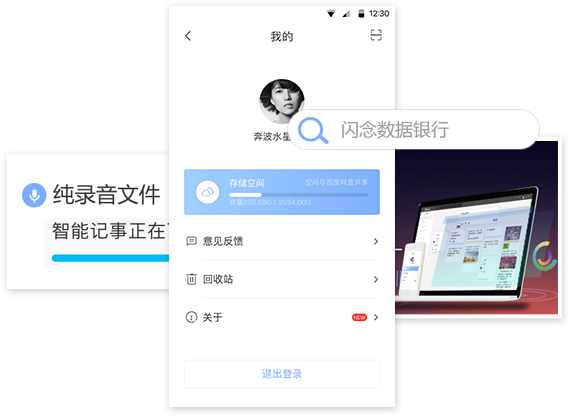 12:30
我的
奔波水星
闪念数据银行
纯录音文件
智能记事正在
存储空间
空间与百度网盘共享
容量236.59G / 2054.00G
意见反馈
回收站
关于
NEW
退出登录